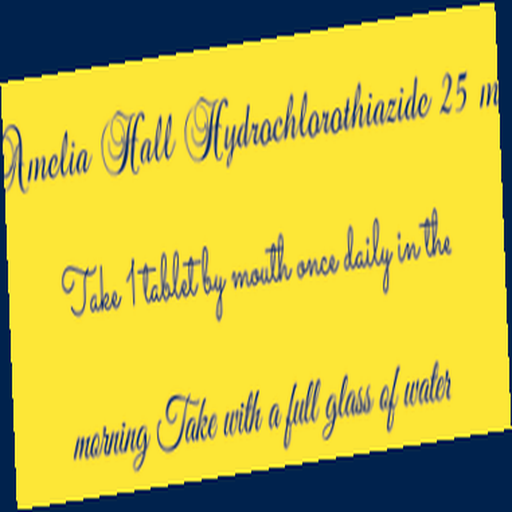 Amelia Hall Hydrochlorothiazide 25 m
Take 1 tablet by mouth once daily in the
morning Take with a full glass of water